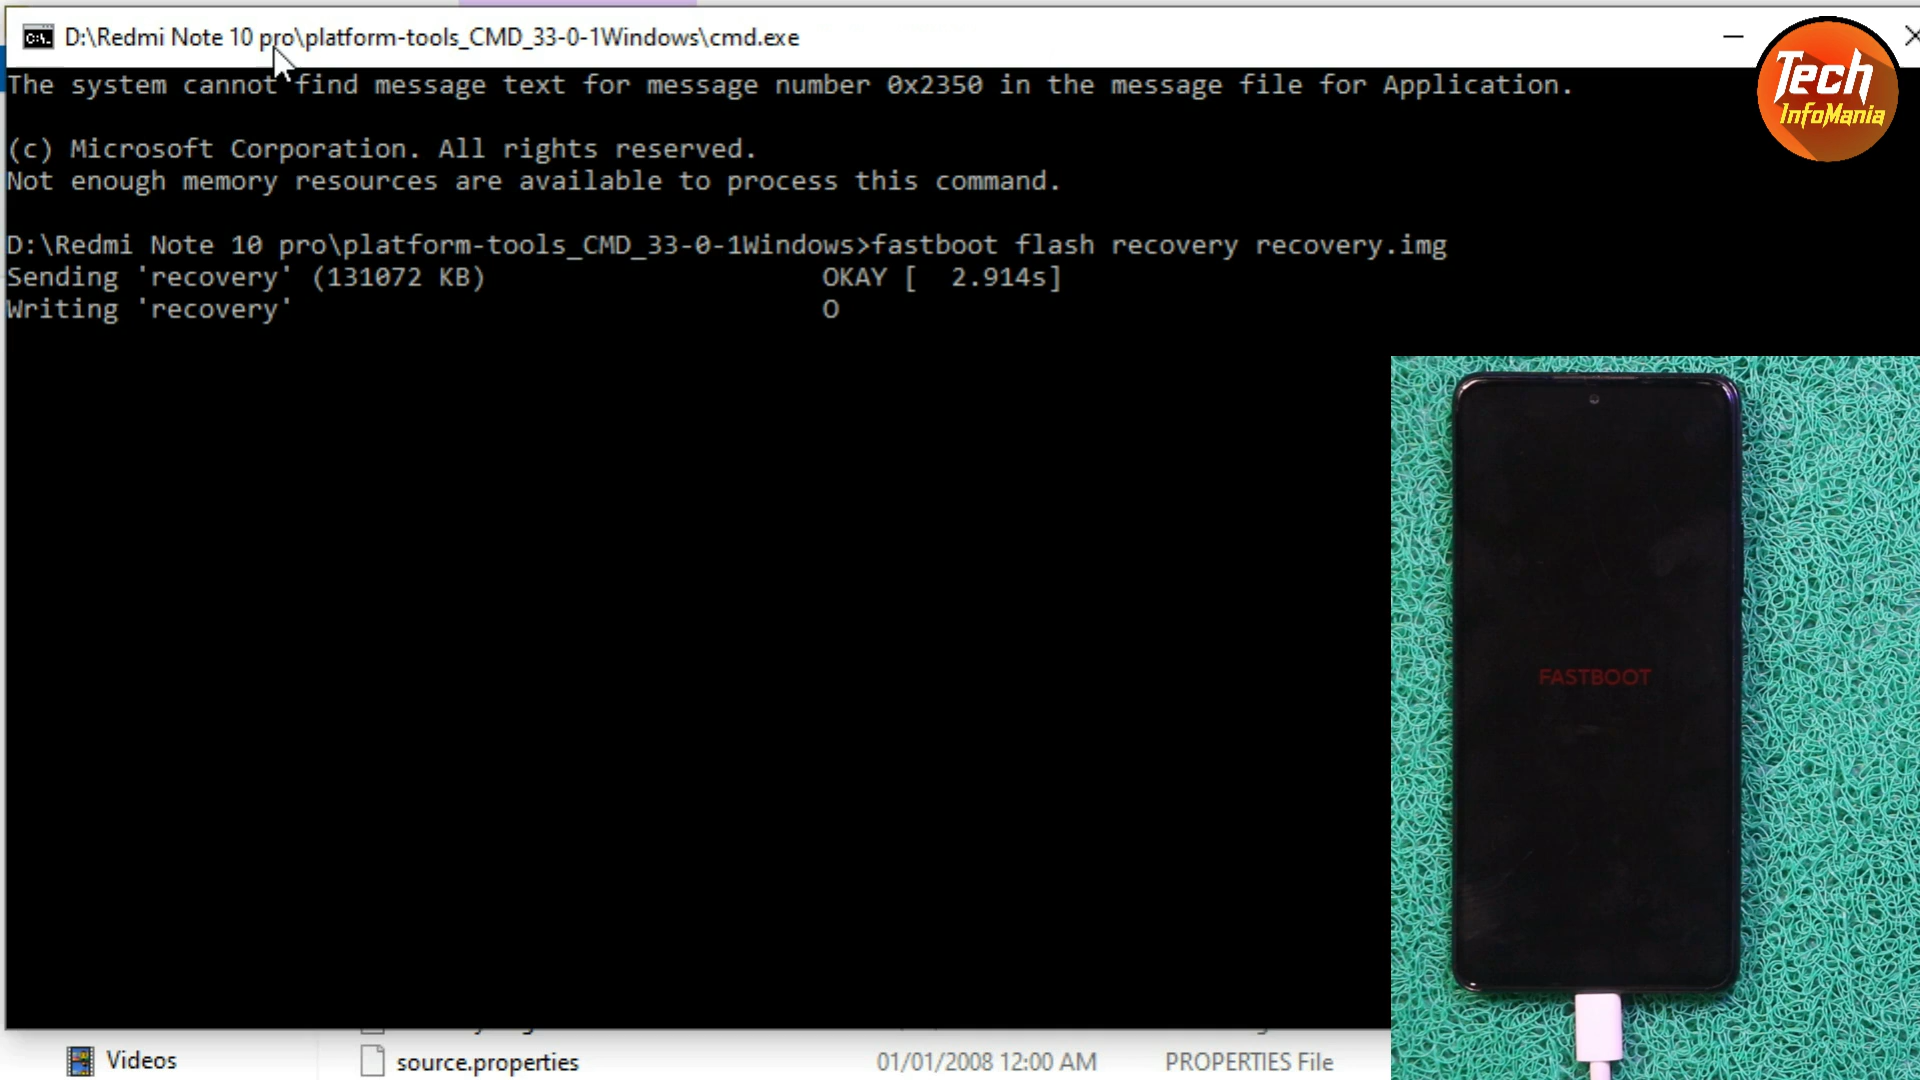 D:\Redmi Note 10 pro\platform-tools_CMD_33-0-1Windows\cmd.exe
Tech
InfoMania
The system cannot find message text for message number 0x2350 in the message file for Application.
(c) Microsoft Corporation. All rights reserved.
Not enough memory resources are available to process this command.
D:\Redmi Note 10 pro\platform-tools_CMD_33-0-1Windows>fastboot flash recovery recovery.img
Sending 'recovery' (131072 KB) OKAY [  2.914s]
Writing 'recovery' O
FASTBOOT
Videos source.properties 01/01/2008 12:00 AM PROPERTIES File